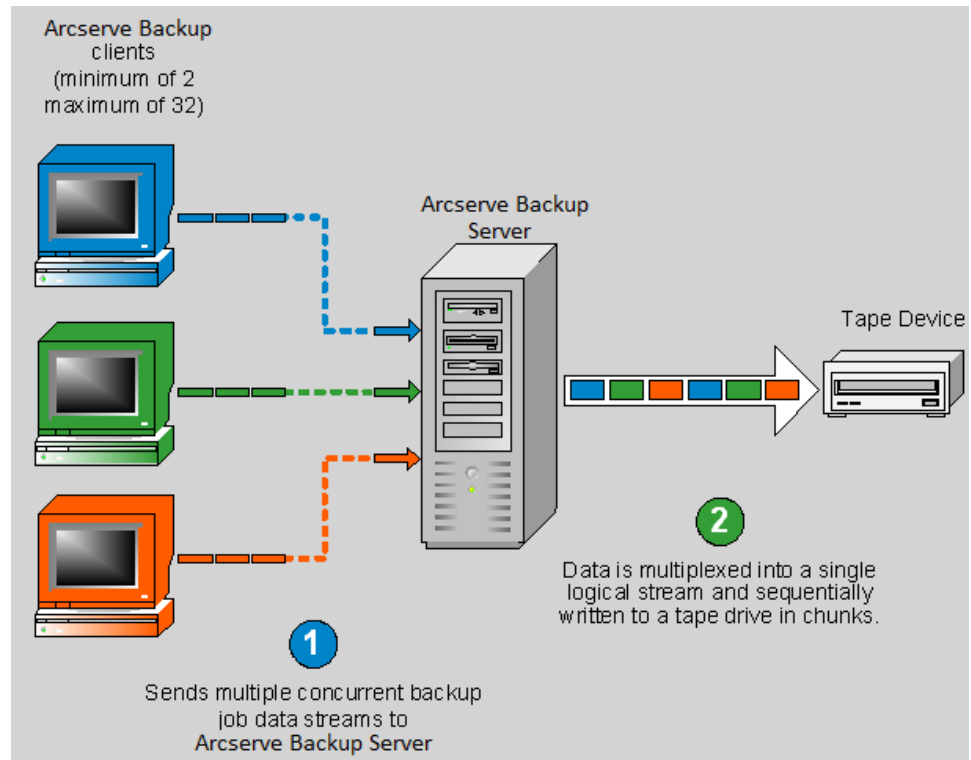 Arcserve Backup
clients
(minimum of 2
maximum of 32)
Arcserve Backup
Server
Tape Device
2
Data is multiplexed into a single
logical stream and sequentially
written to a tape drive in chunks.
1
Sends multiple concurrent backup
job data streams to
Arcserve Backup Server